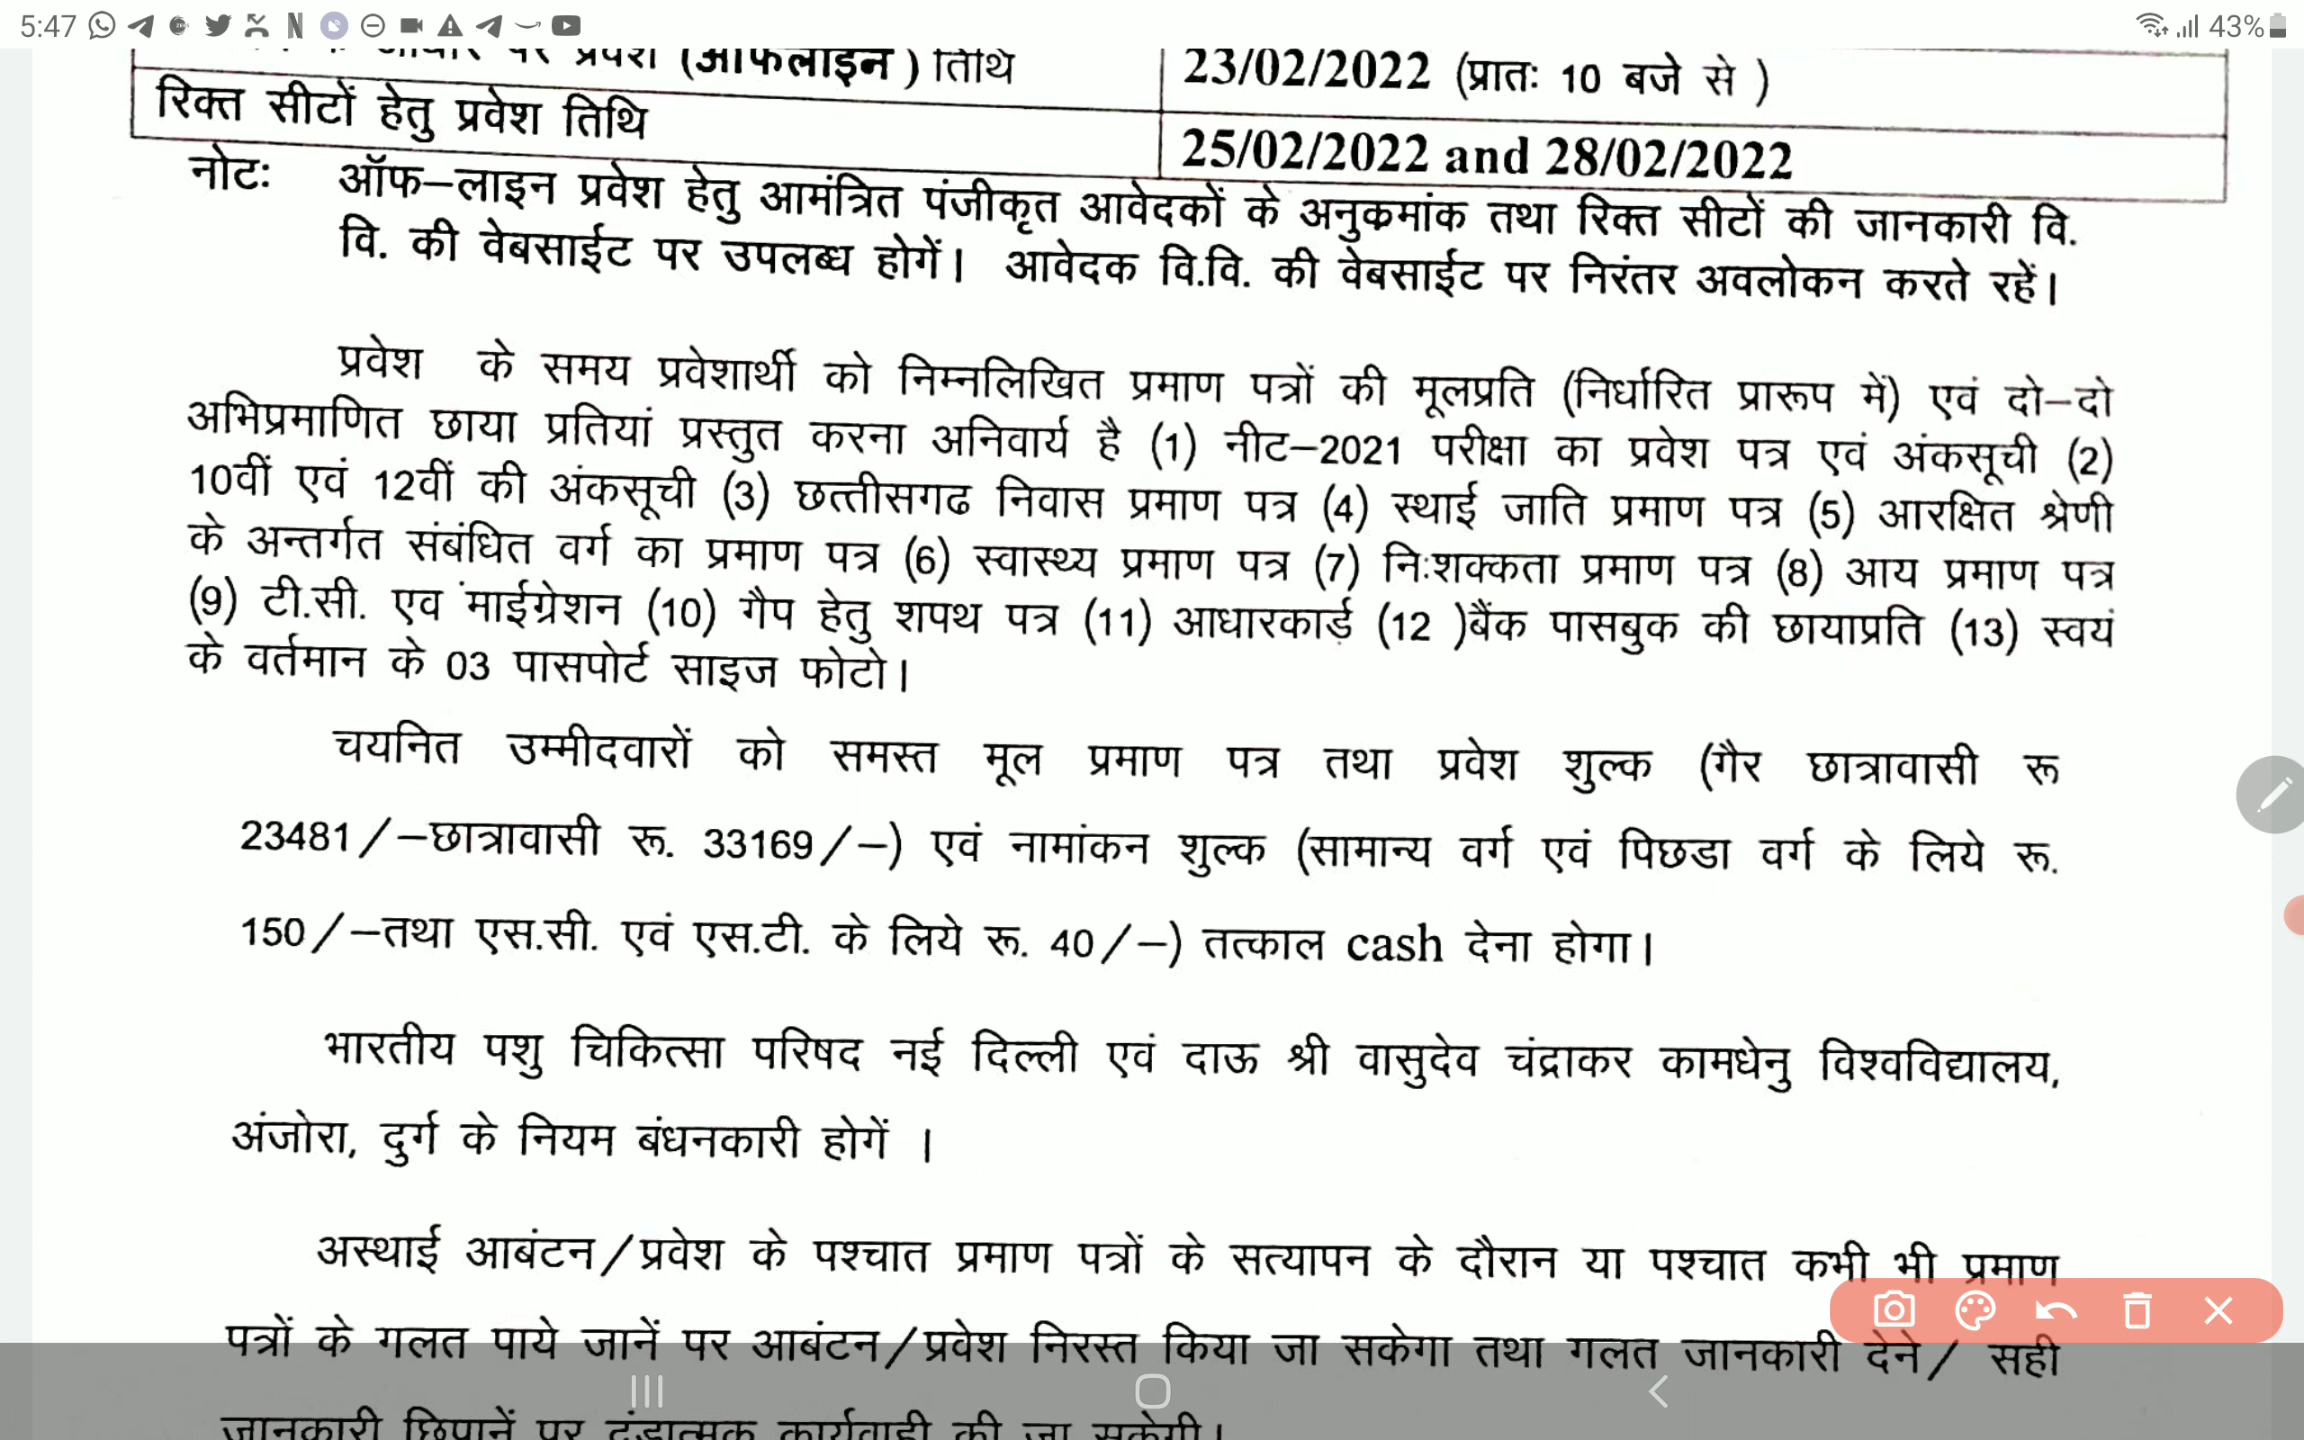 5:47
43%
पर प्रवेश (ऑफलाइन) तिथि
23/02/2022 (प्रातः 10 बजे से )
रिक्त सीटों हेतु प्रवेश तिथि
25/02/2022 and 28/02/2022
नोटः ऑफ–लाइन प्रवेश हेतु आमंत्रित पंजीकृत आवेदकों के अनुकमांक तथा रिक्त सीटों की जानकारी वि.
वि. की वेबसाईट पर उपलब्ध होगें। आवेदक वि.वि. की वेबसाईट पर निरंतर अवलोकन करते रहें।
प्रवेश के समय प्रवेशार्थी को निम्नलिखित प्रमाण पत्रों की मूलप्रति (निर्धारित प्रारूप में) एवं दो–दो
अभिप्रमाणित छाया प्रतियां प्रस्तुत करना अनिवार्य है (1) नीट–2021 परीक्षा का प्रवेश पत्र एवं अंकसूची (2)
10वीं एवं 12वीं की अंकसूची (3) छत्तीसगढ निवास प्रमाण पत्र (4) स्थाई जाति प्रमाण पत्र (5) आरक्षित श्रेणी
के अन्तर्गत संबंधित वर्ग का प्रमाण पत्र (6) स्वास्थ्य प्रमाण पत्र (7) निःशक्कता प्रमाण पत्र (8) आय प्रमाण पत्र
(9) टी.सी. एवं माईग्रेशन (10) गैप हेतु शपथ पत्र (11) आधारकार्ड (12 )बैंक पासबुक की छायाप्रति (13) स्वयं
के वर्तमान के 03 पासपोर्ट साइज फोटो।
चयनित उम्मीदवारों को समस्त मूल प्रमाण पत्र तथा प्रवेश शुल्क (गैर छात्रावासी रू
23481/–छात्रावासी रू. 33169/–) एवं नामांकन शुल्क (सामान्य वर्ग एवं पिछडा वर्ग के लिये रू.
150/–तथा एस.सी. एवं एस.टी. के लिये रू. 40/–) तत्काल cash देना होगा।
भारतीय पशु चिकित्सा परिषद नई दिल्ली एवं दाऊ श्री वासुदेव चंद्राकर कामधेनु विश्वविद्यालय,
अंजोरा, दुर्ग के नियम बंधनकारी होगें ।
अस्थाई आबंटन/प्रवेश के पश्चात प्रमाण पत्रों के सत्यापन के दौरान या पश्चात कभी भी प्रमाण
पत्रों के गलत पाये जानें पर आबंटन/प्रवेश निरस्त किया जा सकेगा तथा गलत जानकारी देने/ सही
जानकारी छिपानें पर दंडात्मक कार्यवाही की जा सकेगी।